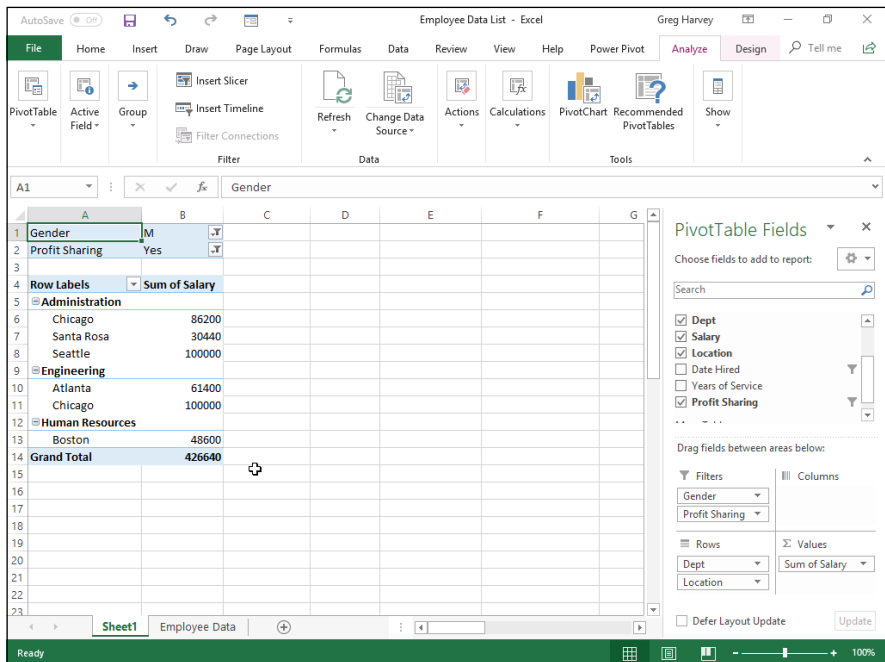 AutoSave Off Employee Data List - Excel Greg Harvey
File Home Insert Draw Page Layout Formulas Data Review View Help Power Pivot Analyze Design Tell me
PivotTable
Active Field
Group
Insert Slicer
Insert Timeline
Filter Connections
Filter
Refresh
Change Data Source
Data
Actions
Calculations
PivotChart
Recommended PivotTables
Tools
Show
A1 fx Gender
A B C D E F G
1 Gender M
2 Profit Sharing Yes
3
4 Row Labels Sum of Salary
5 Administration
6 Chicago 86200
7 Santa Rosa 30440
8 Seattle 100000
9 Engineering
10 Atlanta 61400
11 Chicago 100000
12 Human Resources
13 Boston 48600
14 Grand Total 426640
15
16
17
18
19
20
21
22
23
PivotTable Fields
Choose fields to add to report:
Search
Dept
Salary
Location
Date Hired
Years of Service
Profit Sharing
Drag fields between areas below:
Filters
Gender
Profit Sharing
Columns
Rows
Dept
Location
Σ Values
Sum of Salary
Defer Layout Update Update
Sheet1 Employee Data
Ready 100%